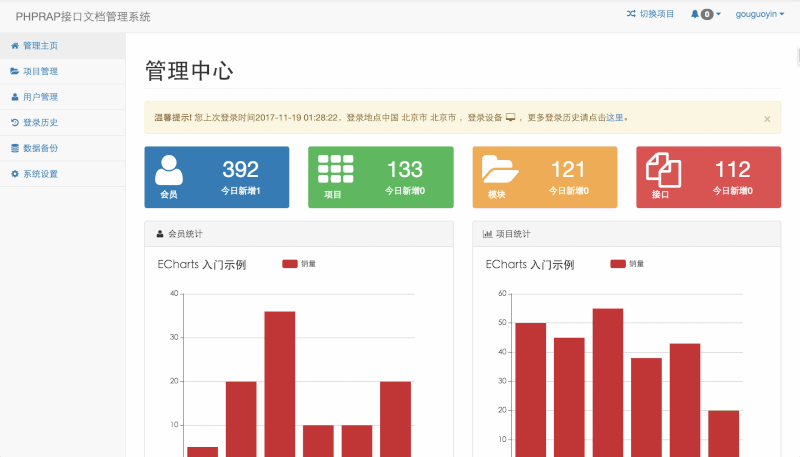 PHPRAP接口文档管理系统
切换项目 0 gouguoyin
管理主页
项目管理
用户管理
登录历史
数据备份
系统设置
管理中心
温馨提示! 您上次登录时间2017-11-19 01:28:22，登录地点中国 北京市 北京市 ，登录设备 ，更多登录历史请点击这里。 ×
392
今日新增1
会员
133
今日新增0
项目
121
今日新增0
模块
112
今日新增0
接口
会员统计
ECharts 入门示例 销量
40
30
20
10
项目统计
ECharts 入门示例 销量
60
50
40
30
20
10